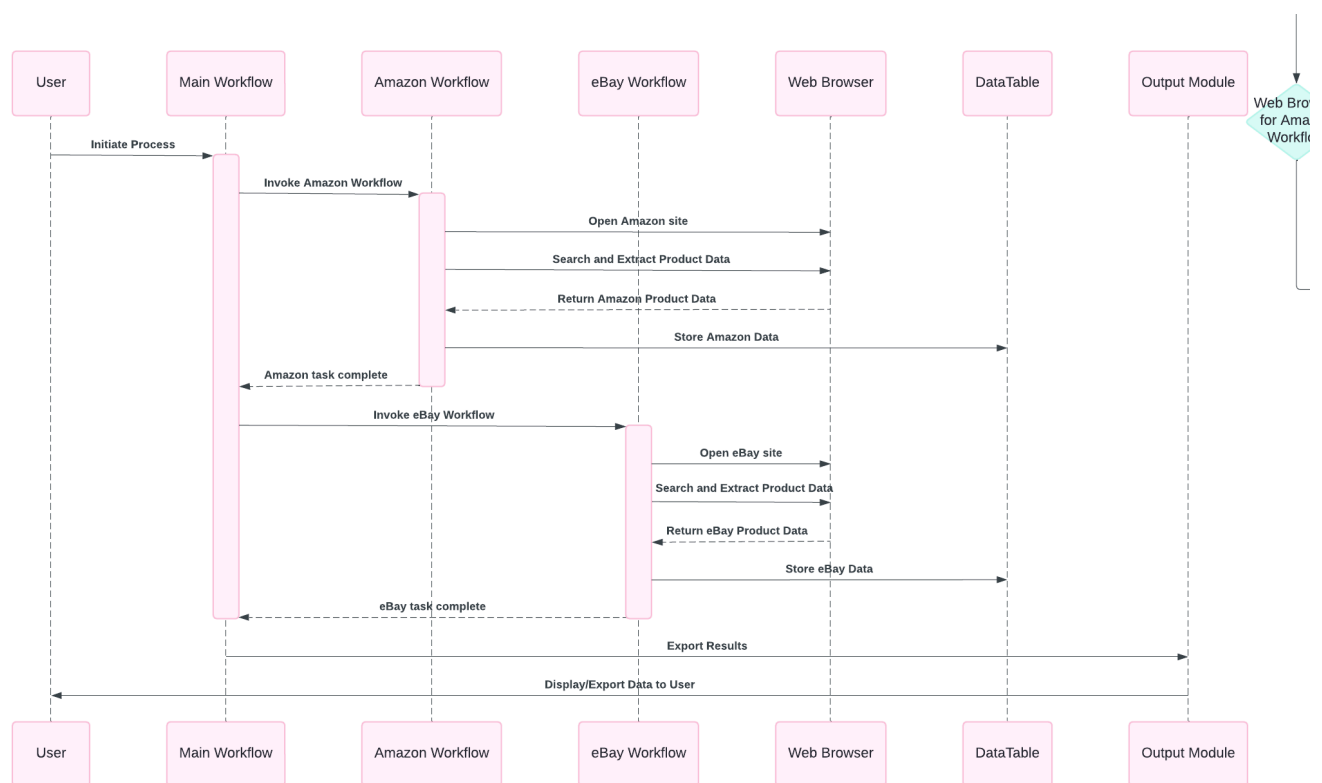 User
Main Workflow
Amazon Workflow
eBay Workflow
Web Browser
DataTable
Output Module
Web
for
Initiate Process
Invoke Amazon Workflow
Open Amazon site
Search and Extract Product Data
Return Amazon Product Data
Store Amazon Data
Amazon task complete
Invoke eBay Workflow
Open eBay site
Search and Extract Product Data
Return eBay Product Data
Store eBay Data
eBay task complete
Export Results
Display/Export Data to User
User
Main Workflow
Amazon Workflow
eBay Workflow
Web Browser
DataTable
Output Module